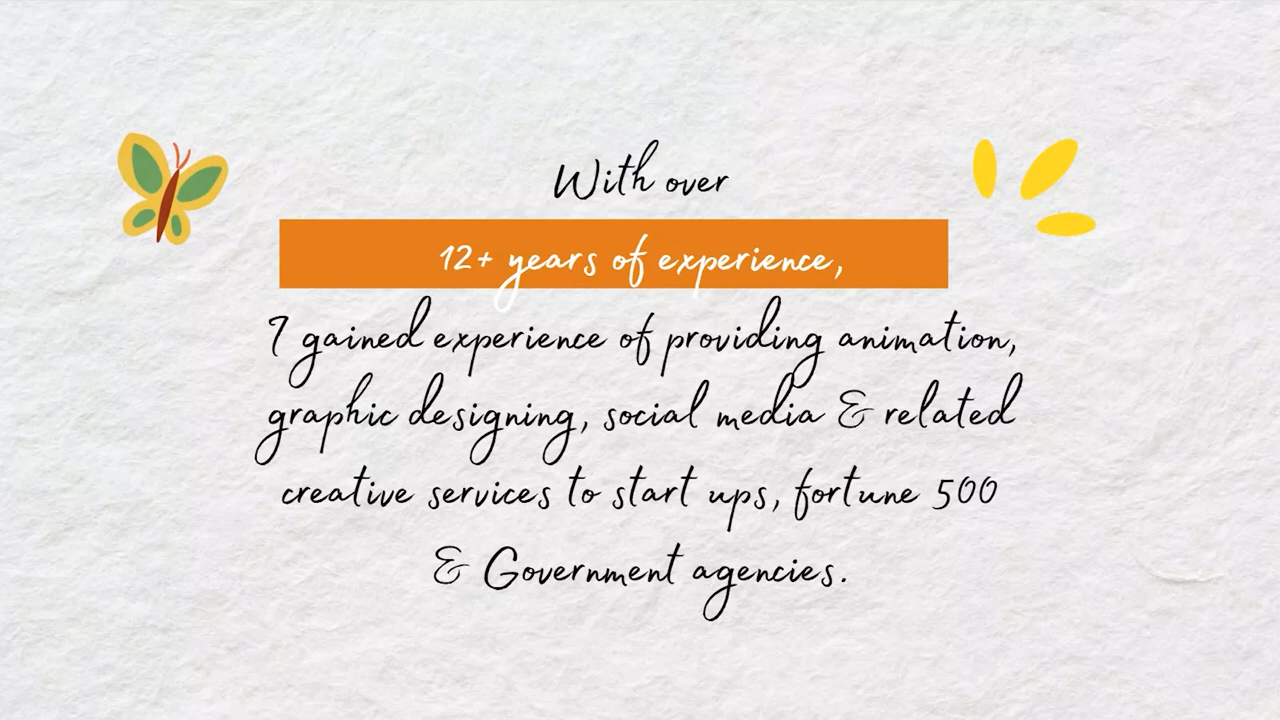 With over
12+ years of experience,
I gained experience of providing animation,
graphic designing, social media & related
creative services to start ups, fortune 500
& Government agencies.